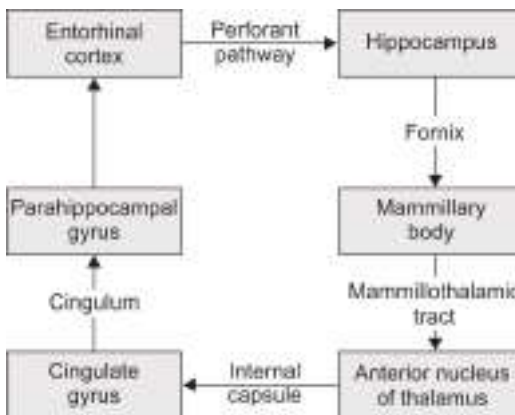 Entorhinal
cortex
Perforant
pathway
Hippocampus
Fornix
Parahippocampal
gyrus
Mammillary
body
Cingulum
Mammillothalamic
tract
Cingulate
gyrus
Internal
capsule
Anterior nucleus
of thalamus